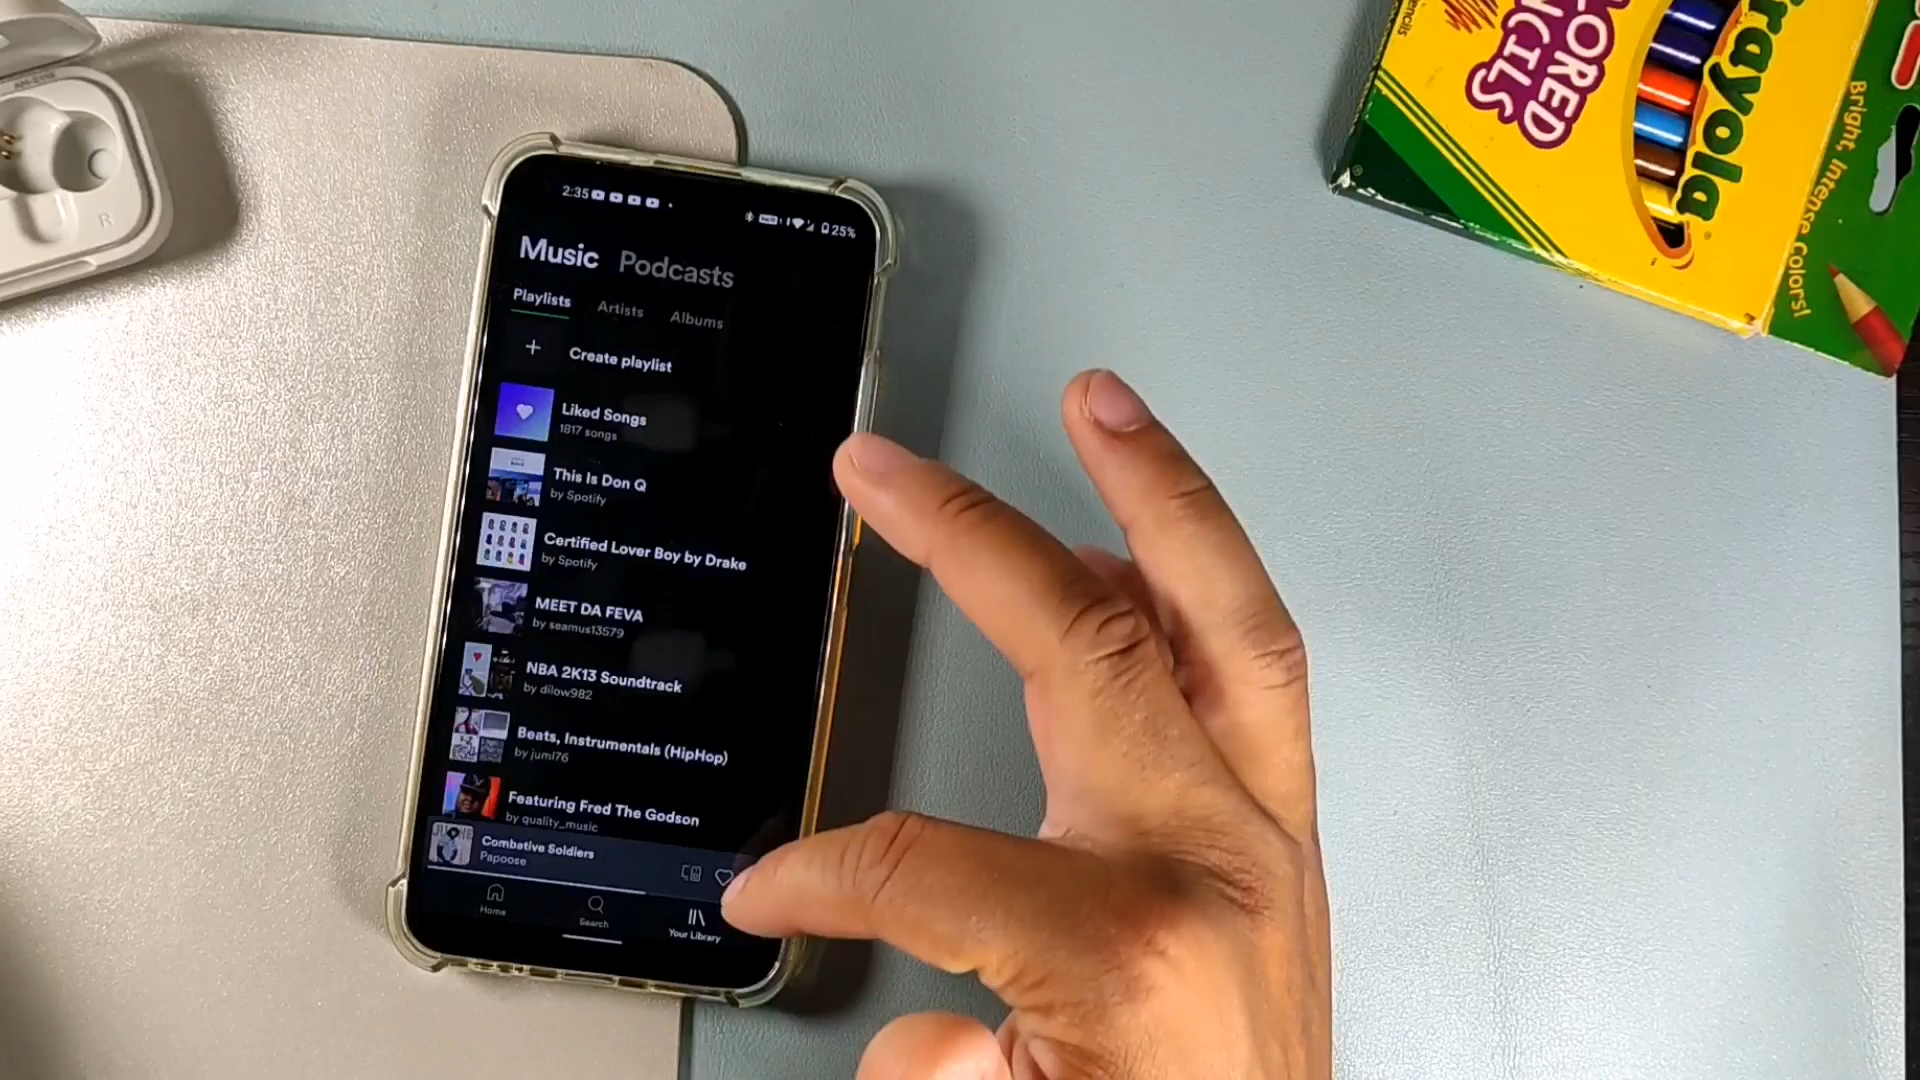 2:35
25%
Music Podcasts
Playlists Artists Albums
+ Create playlist
Liked Songs
1817 songs
This Is Don Q
by Spotify
Certified Lover Boy by Drake
by Spotify
MEET DA FEVA
by seamus13579
NBA 2K13 Soundtrack
by dilow982
Beats, Instrumentals (HipHop)
by juml76
Featuring Fred The Godson
by quality_music
Combative Soldiers
Papoose
Home
Search
Your Library
R
Bright, Intense Colors!